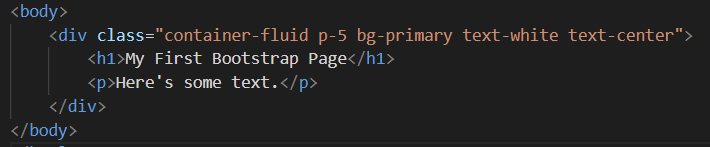 <body>
<div class="container-fluid p-5 bg-primary text-white text-center">
<h1>My First Bootstrap Page</h1>
<p>Here's some text.</p>
</div>
</body>